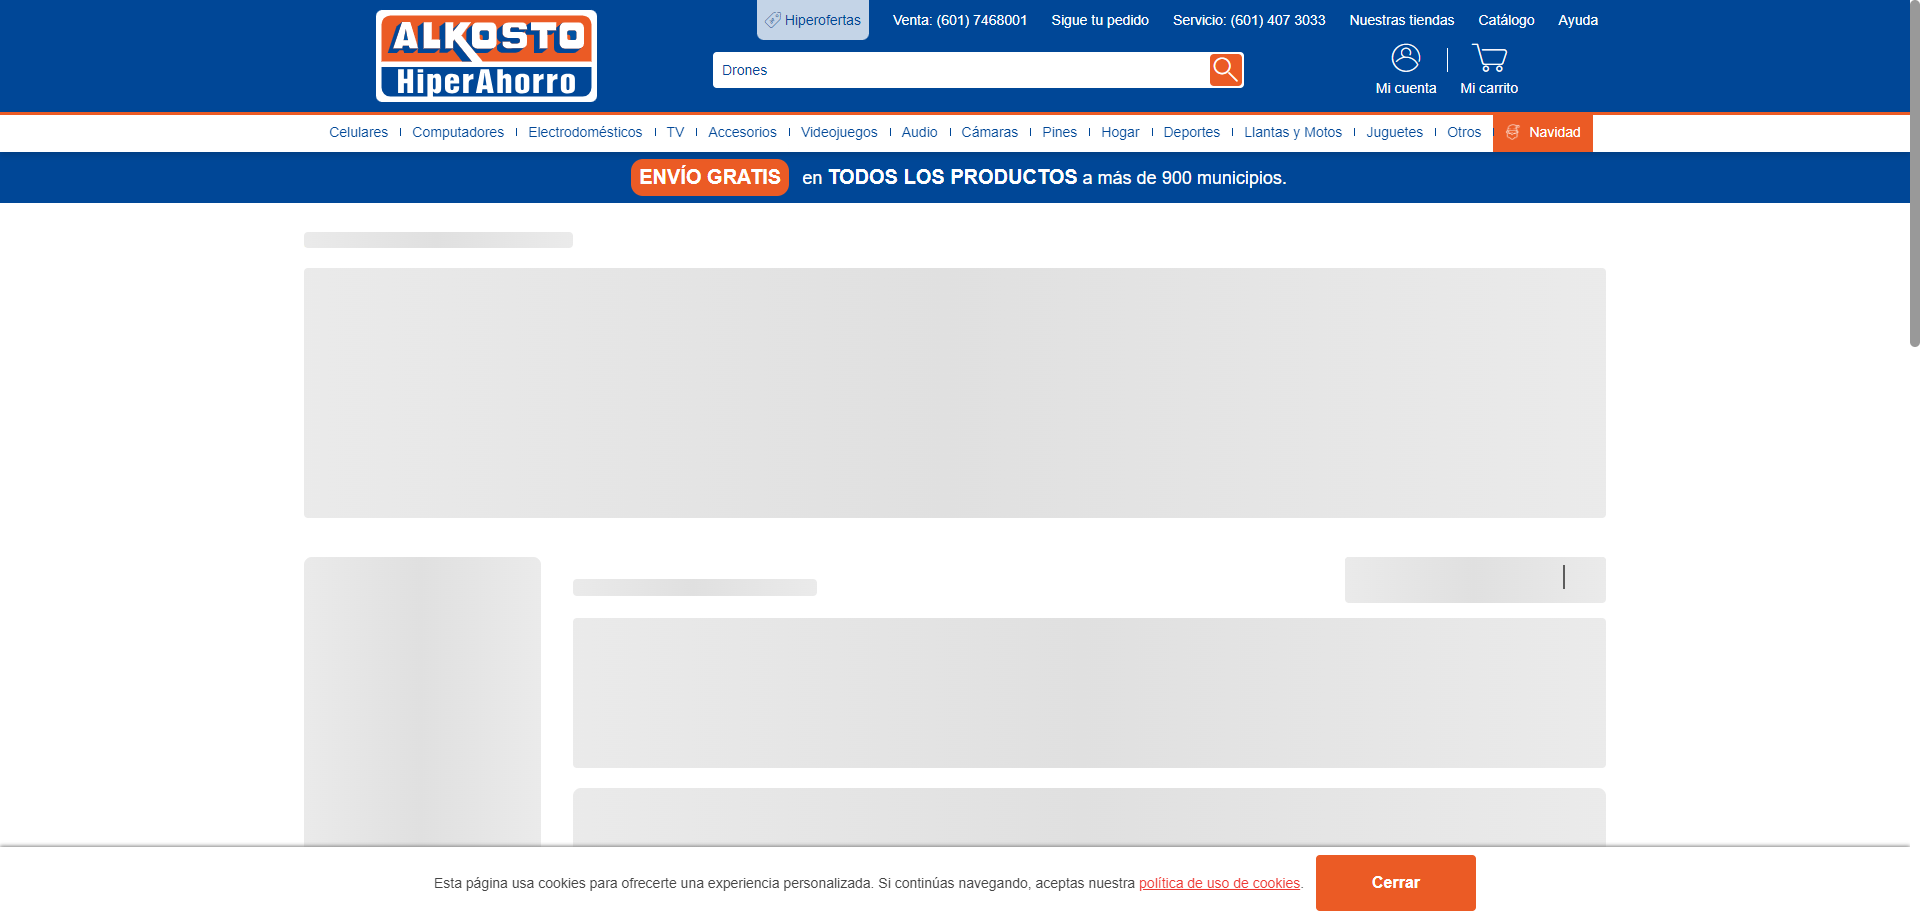 ALKOSTO
HiperAhorro
Hiperofertas
Venta: (601) 7468001
Sigue tu pedido
Servicio: (601) 407 3033
Nuestras tiendas
Catálogo
Ayuda
Drones
Mi cuenta
Mi carrito
Celulares
Computadores
Electrodomésticos
TV
Accesorios
Videojuegos
Audio
Cámaras
Pines
Hogar
Deportes
Llantas y Motos
Juguetes
Otros
Navidad
ENVÍO GRATIS en TODOS LOS PRODUCTOS a más de 900 municipios.
Esta página usa cookies para ofrecerte una experiencia personalizada. Si continúas navegando, aceptas nuestra política de uso de cookies.
Cerrar